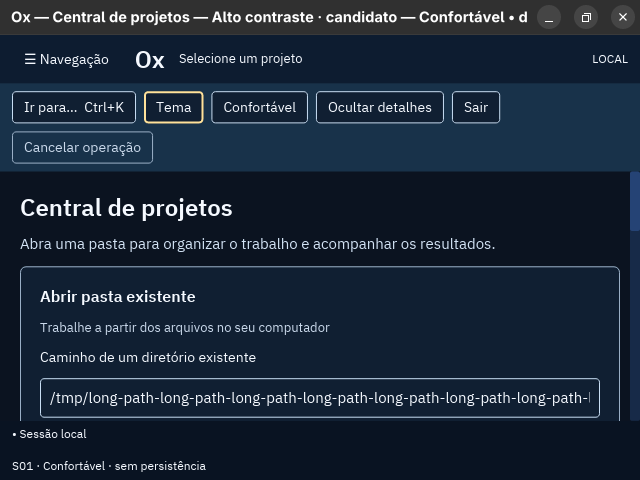 Ox — Central de projetos — Alto contraste · candidato — Confortável • d
☰ Navegação Ox Selecione um projeto LOCAL
Ir para... Ctrl+K Tema Confortável Ocultar detalhes Sair
Cancelar operação
Central de projetos
Abra uma pasta para organizar o trabalho e acompanhar os resultados.
Abrir pasta existente
Trabalhe a partir dos arquivos no seu computador
Caminho de um diretório existente
/tmp/long-path-long-path-long-path-long-path-long-path-long-path-long-path-l
• Sessão local
S01 · Confortável · sem persistência